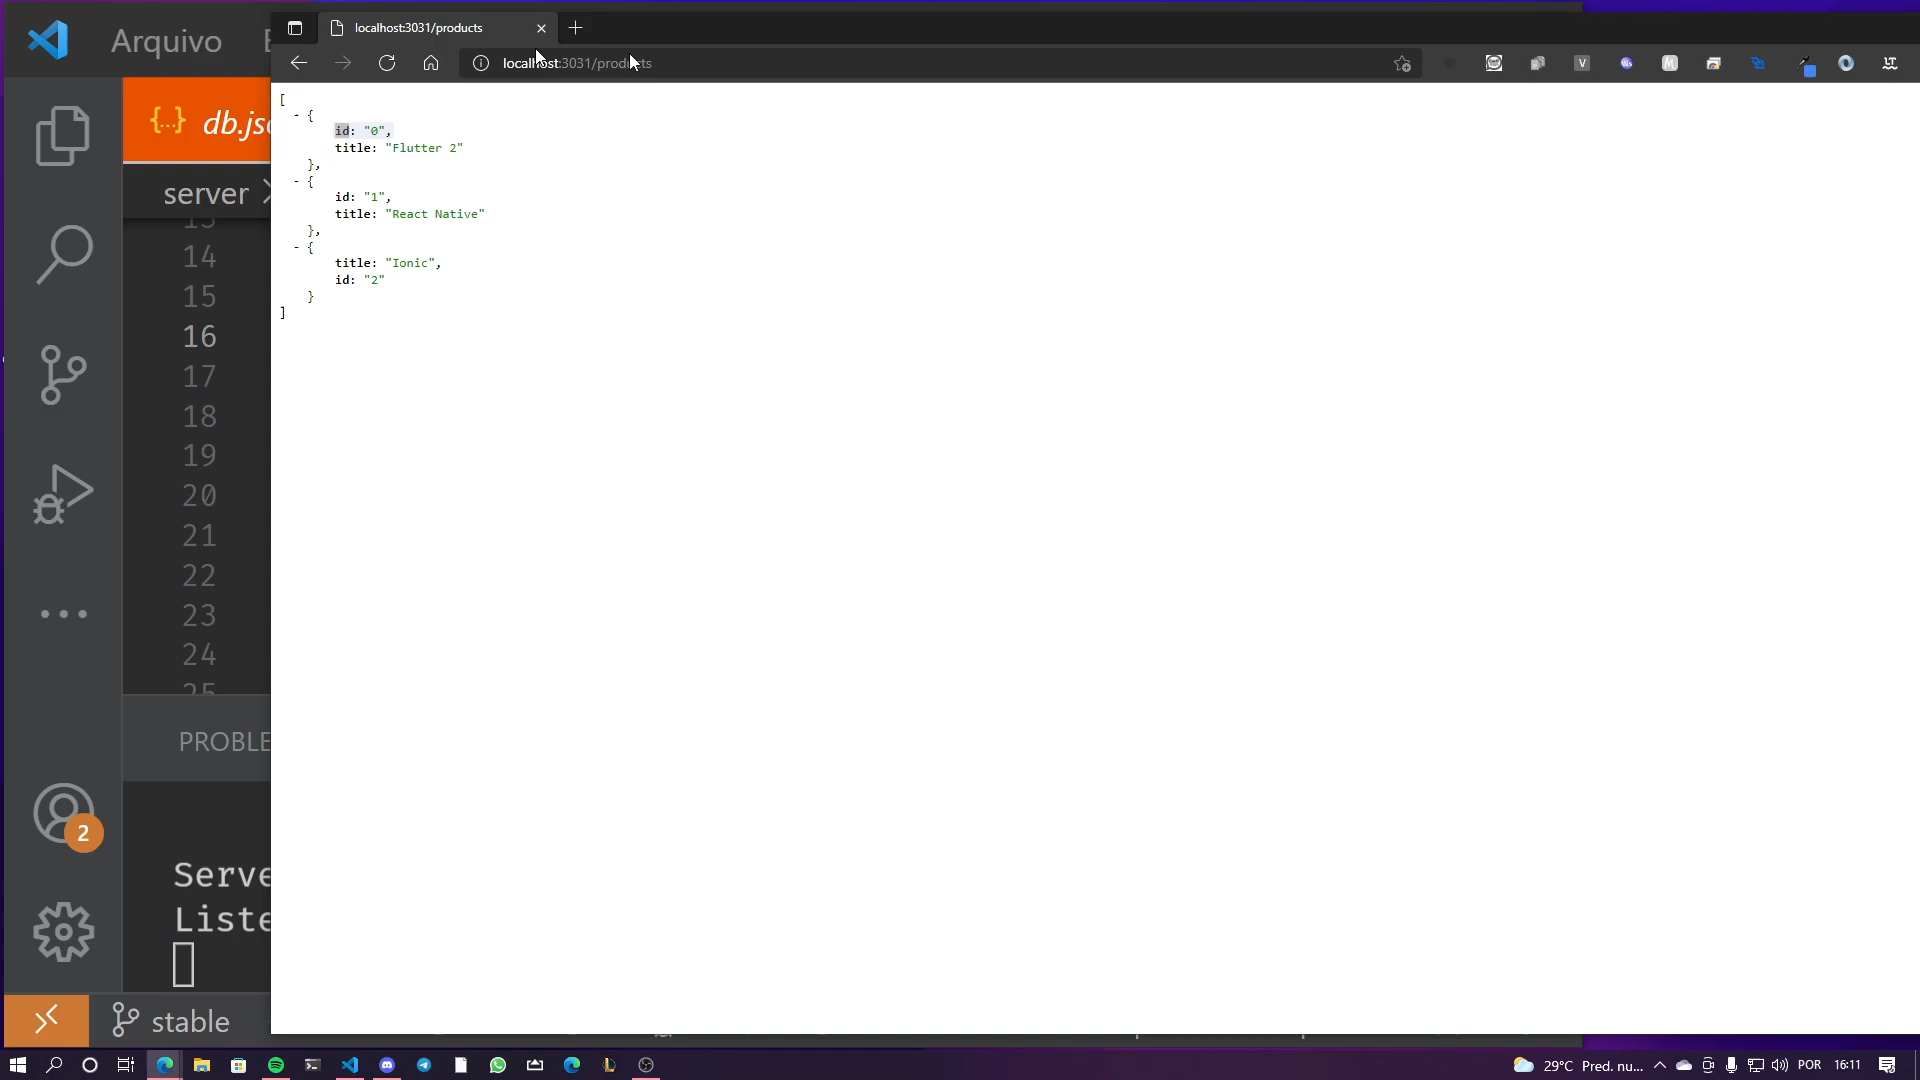 Arquivo
localhost:3031/products
localhost:3031/products
db.js
server >
[
- {
id: "0",
title: "Flutter 2"
},
- {
id: "1",
title: "React Native"
},
- {
title: "Ionic",
id: "2"
}
]
14
15
16
17
18
19
20
21
22
23
24
25
PROBLE
2
Serve
Liste
stable
29°C Pred. nu... POR 16:11